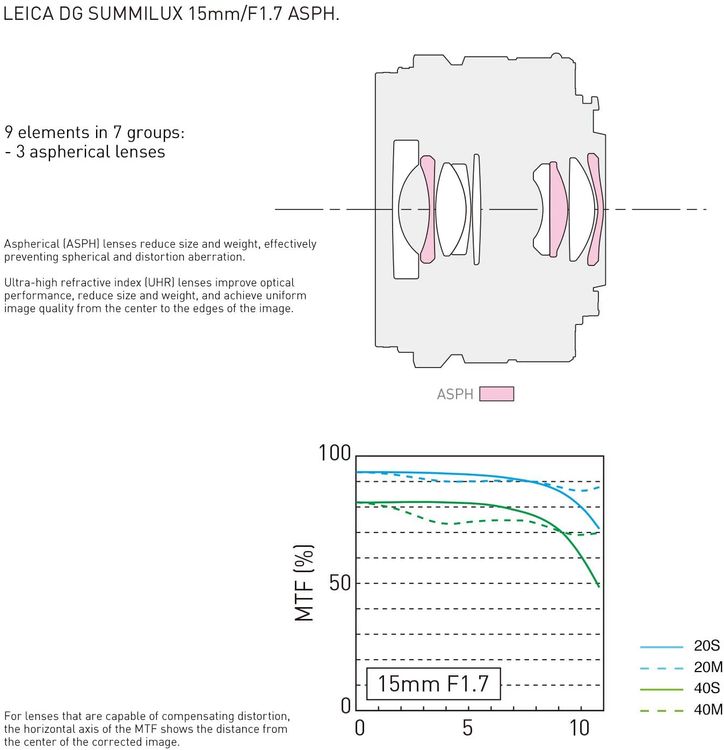 LEICA DG SUMMILUX 15mm/F1.7 ASPH.
9 elements in 7 groups:
- 3 aspherical lenses
Aspherical (ASPH) lenses reduce size and weight, effectively
preventing spherical and distortion aberration.
Ultra-high refractive index (UHR) lenses improve optical
performance, reduce size and weight, and achieve uniform
image quality from the center to the edges of the image.
ASPH
100
MTF (%)
50
0
15mm F1.7
0 5 10
20S
20M
40S
40M
For lenses that are capable of compensating distortion,
the horizontal axis of the MTF shows the distance from
the center of the corrected image.